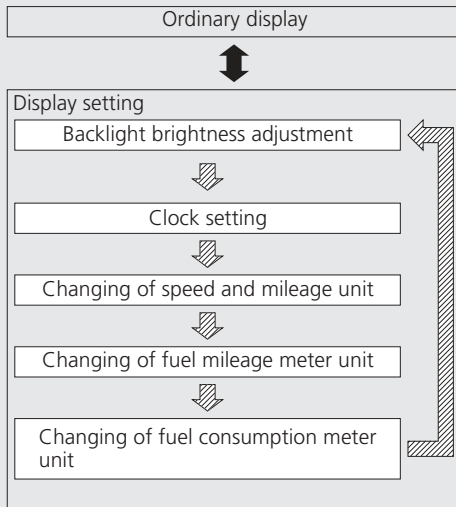 Ordinary display
Display setting
Backlight brightness adjustment
Clock setting
Changing of speed and mileage unit
Changing of fuel mileage meter unit
Changing of fuel consumption meter
unit